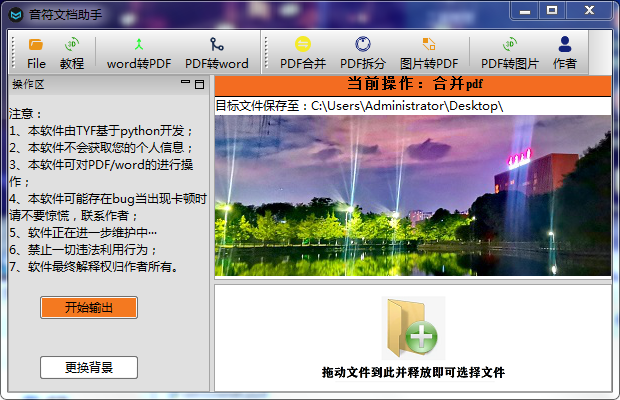 音符文档助手
File 教程 word转PDF PDF转word PDF合并 PDF拆分 图片转PDF PDF转图片 作者
操作区
当前操作：合并pdf
目标文件保存至：C:\Users\Administrator\Desktop\
注意：
1、本软件由TYF基于python开发；
2、本软件不会获取您的个人信息；
3、本软件可对PDF/word的进行操
作；
4、本软件可能存在bug当出现卡顿时
请不要惊慌，联系作者；
5、软件正在进一步维护中···
6、禁止一切违法利用行为；
7、软件最终解释权归作者所有。
开始输出
更换背景
拖动文件到此并释放即可选择文件